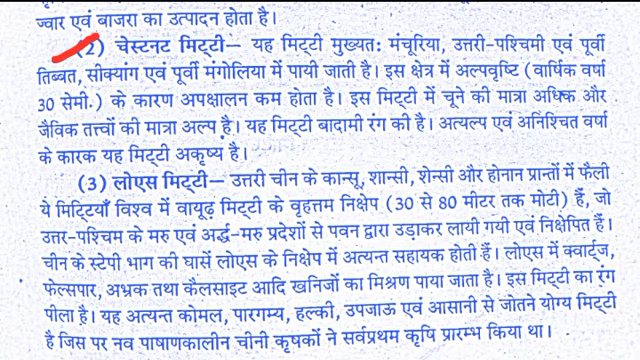 ज्वार एवं बाजरा का उत्पादन होता है।
(2) चेस्टनट मिट्टी— यह मिट्टी मुख्यतः मंचूरिया, उत्तरी-पश्चिमी एवं पूर्वी
तिब्बत, सीक्यांग एवं पूर्वी मंगोलिया में पायी जाती है। इस क्षेत्र में अल्पवृष्टि (वार्षिक वर्षा
30 सेमी.) के कारण अपक्षालन कम होता है। इस मिट्टी में चूने की मात्रा अधिक और
जैविक तत्त्वों की मात्रा अल्प है। यह मिट्टी बादामी रंग की है। अत्यल्प एवं अनिश्चित वर्षा
के कारक यह मिट्टी अकृष्य है।
(3) लोएस मिट्टी— उत्तरी चीन के कान्सू, शान्सी, शेन्सी और होनान प्रान्तों में फैली
ये मिट्टियाँ विश्व में वायूढ़ मिट्टी के वृहत्तम निक्षेप (30 से 80 मीटर तक मोटी) हैं, जो
उत्तर-पश्चिम के मरु एवं अर्द्ध-मरु प्रदेशों से पवन द्वारा उड़ाकर लायी गयी एवं निक्षेपित हैं।
चीन के स्टेपी भाग की घासें लोएस के निक्षेप में अत्यन्त सहायक होती हैं। लोएस में क्वार्ट्ज,
फेल्सपार, अभ्रक तथा कैलसाइट आदि खनिजों का मिश्रण पाया जाता है। इस मिट्टी का रंग
पीला है। यह अत्यन्त कोमल, पारगम्य, हल्की, उपजाऊ एवं आसानी से जोतने योग्य मिट्टी
है जिस पर नव पाषाणकालीन चीनी कृषकों ने सर्वप्रथम कृषि प्रारम्भ किया था।